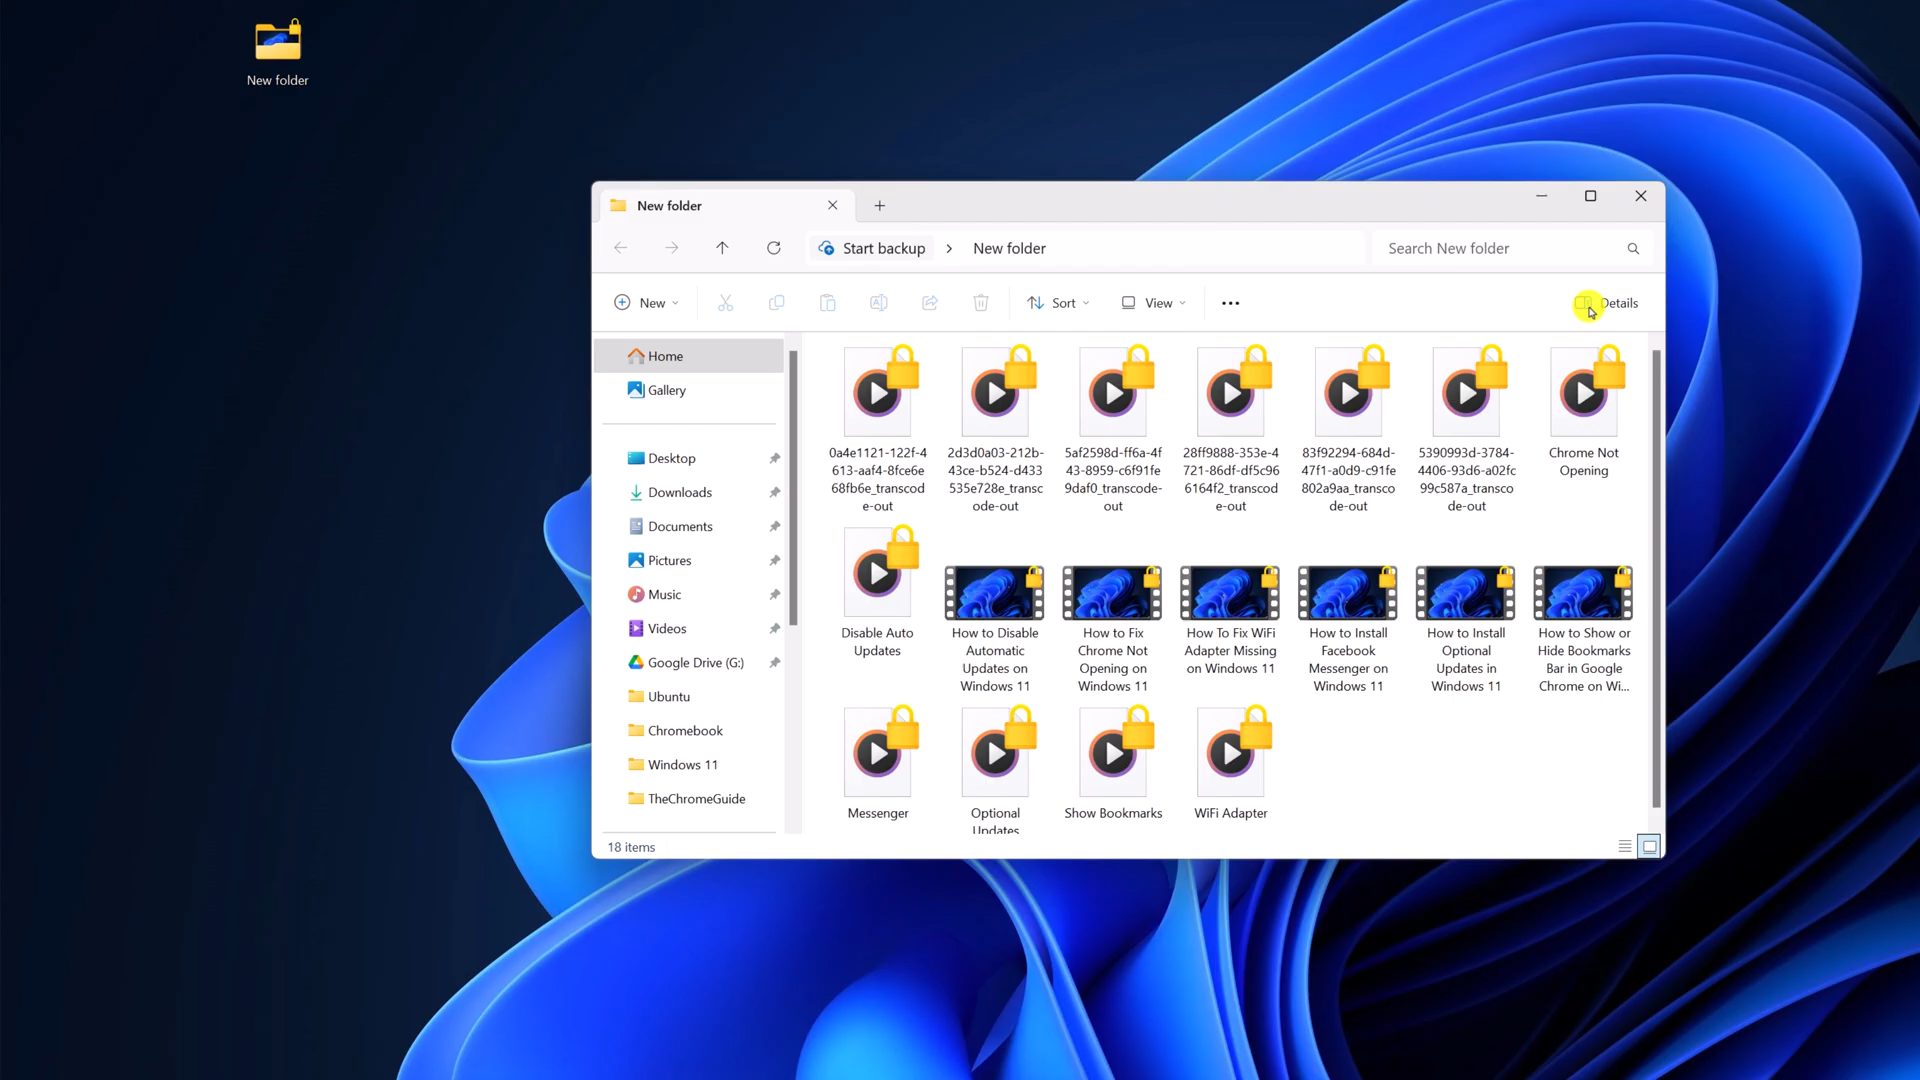 New folder
New folder
Start backup
New folder
Search New folder
New
Sort
View
Details
Home
Gallery
Desktop
Downloads
Documents
Pictures
Music
Videos
Google Drive (G:)
Ubuntu
Chromebook
Windows 11
TheChromeGuide
0a4e1121-122f-4
613-aaf4-8fce6e
68fb6e_transcod
e-out
2d3d0a03-212b-
43ce-b524-d433
535e728e_transc
ode-out
5af2598d-ff6a-4f
43-8959-c6f91fe
9daf0_transcode-
out
28ff9888-353e-4
721-86df-df5c96
6164f2_transcod
e-out
83f92294-684d-
47f1-a0d9-c91fe
802a9aa_transco
de-out
5390993d-3784-
4406-93d6-a02fc
99c587a_transco
de-out
Chrome Not
Opening
Disable Auto
Updates
How to Disable
Automatic
Updates on
Windows 11
How to Fix
Chrome Not
Opening on
Windows 11
How To Fix WiFi
Adapter Missing
on Windows 11
How to Install
Facebook
Messenger on
Windows 11
How to Install
Optional
Updates in
Windows 11
How to Show or
Hide Bookmarks
Bar in Google
Chrome on Wi...
Messenger
Optional
Updates
Show Bookmarks
WiFi Adapter
18 items